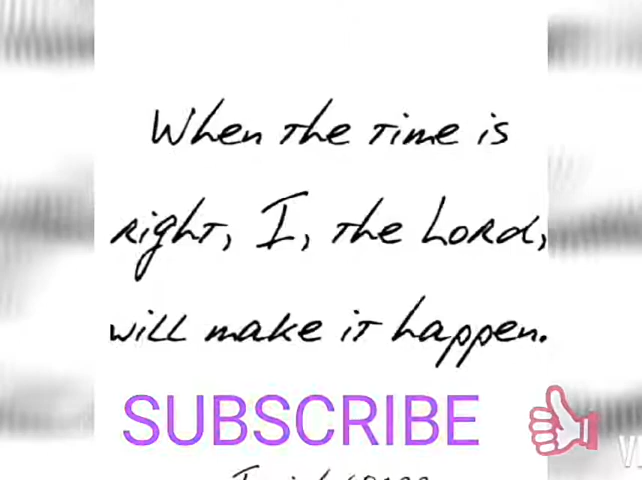 When the time is
right, I, the Lord,
will make it happen.
SUBSCRIBE